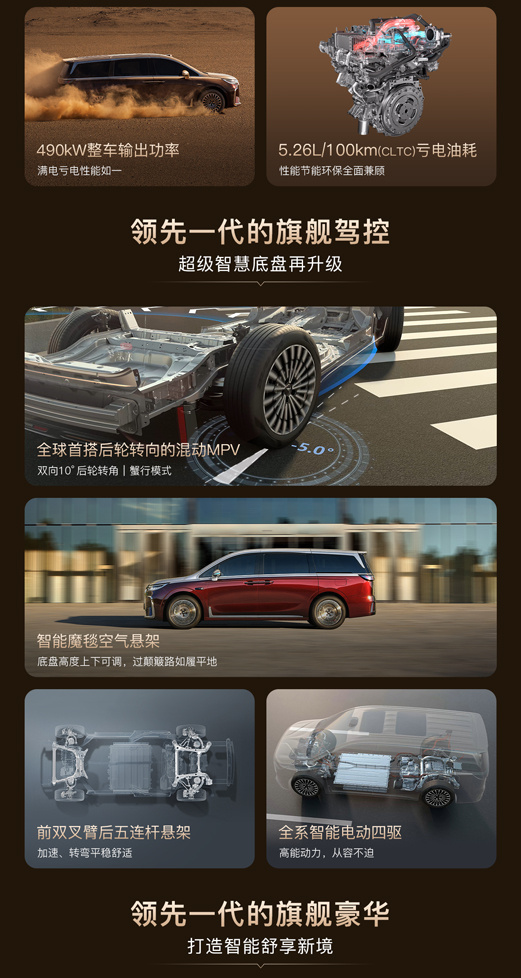 490kW整车输出功率
满电亏电性能如一
5.26L/100km(CLTC)亏电油耗
性能节能环保全面兼顾
领先一代的旗舰驾控
超级智慧底盘再升级
-5.0°
全球首搭后轮转向的混动MPV
双向10°后轮转角｜蟹行模式
智能魔毯空气悬架
底盘高度上下可调，过颠簸路如履平地
前双叉臂后五连杆悬架
加速、转弯平稳舒适
全系智能电动四驱
高能动力，从容不迫
领先一代的旗舰豪华
打造智能舒享新境